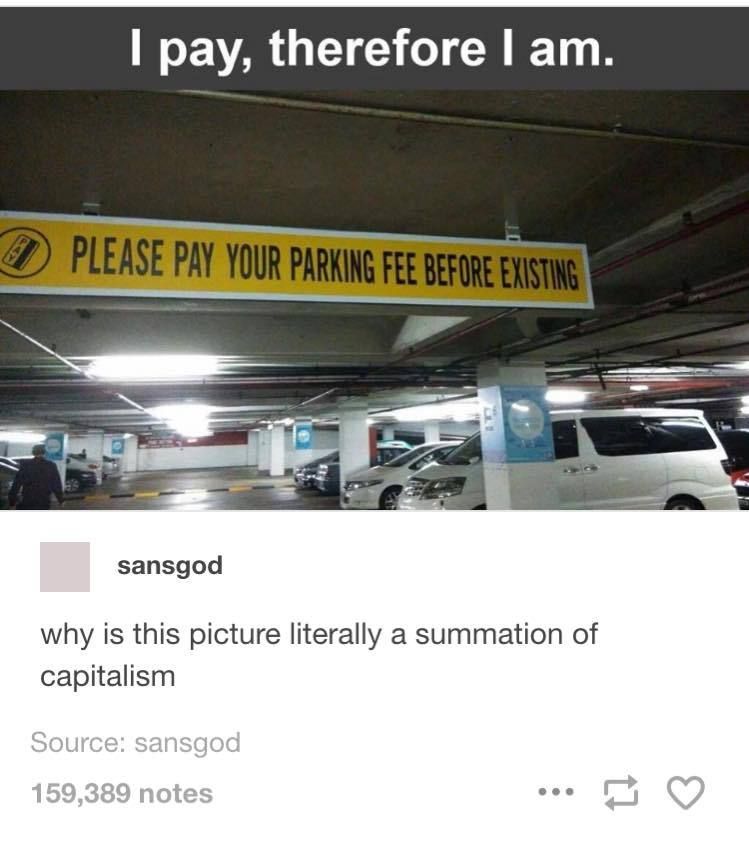 I pay, therefore I am.
PAY
PLEASE PAY YOUR PARKING FEE BEFORE EXISTING
sansgod
why is this picture literally a summation of
capitalism
Source: sansgod
159,389 notes